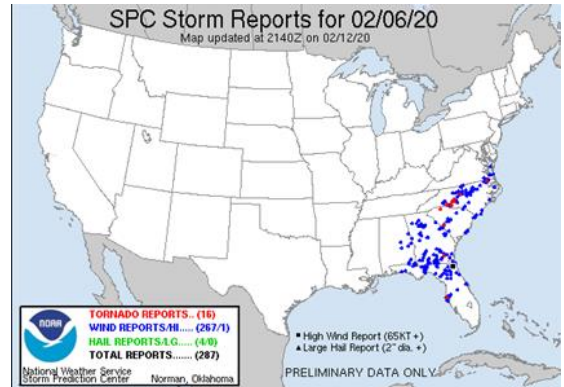 SPC Storm Reports for 02/06/20
Map updated at 2140Z on 02/12/20
TORNADO REPORTS.. (16)
WIND REPORTS/HI..... (267/1)
HAIL REPORTS/LG..... (4/0)
TOTAL REPORTS....... (287)
NOAA
National Weather Service
Storm Prediction Center Norman, Oklahoma
High Wind Report (65KT +)
Large Hail Report (2" dia. +)
PRELIMINARY DATA ONLY